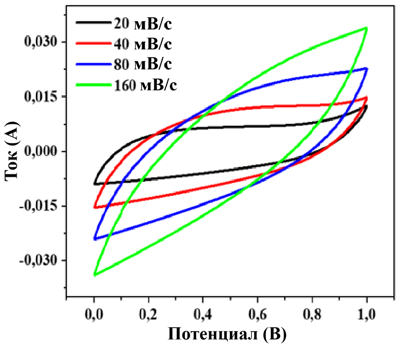 20 мВ/с
40 мВ/с
80 мВ/с
160 мВ/с
0,030
0,015
0,000
-0,015
-0,030
Ток (А)
0,0 0,2 0,4 0,6 0,8 1,0
Потенциал (В)